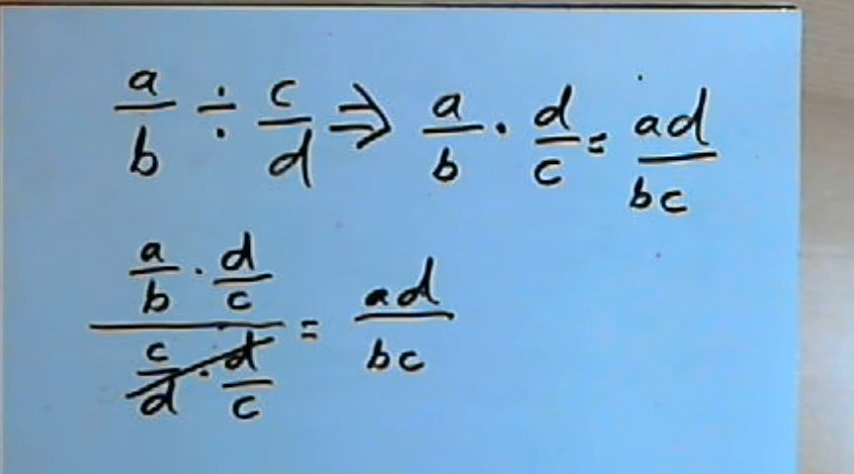 a/b ÷ c/d ⇒ a/b · d/c = ad/bc
(a/b · d/c)/(c/d · d/c) = ad/bc